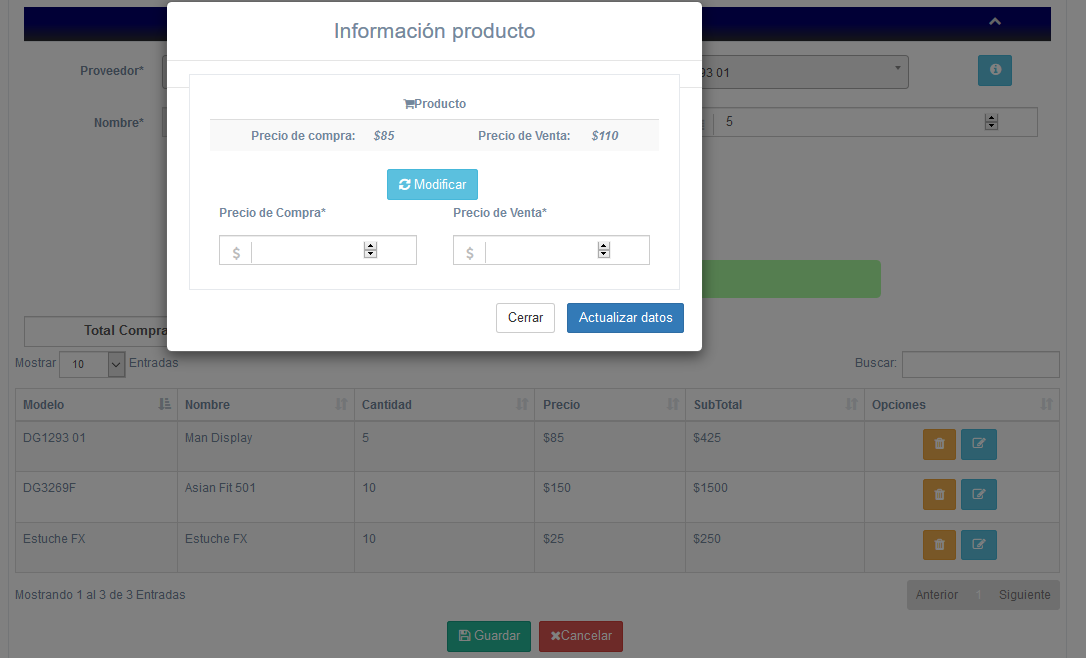 Información producto
Proveedor*
93 01
Producto
Nombre*
5
Precio de compra: $85 Precio de Venta: $110
Modificar
Precio de Compra* Precio de Venta*
$ $
Cerrar Actualizar datos
Total Compra
Mostrar 10 Entradas Buscar:
Modelo Nombre Cantidad Precio SubTotal Opciones
DG1293 01 Man Display 5 $85 $425
DG3269F Asian Fit 501 10 $150 $1500
Estuche FX Estuche FX 10 $25 $250
Mostrando 1 al 3 de 3 Entradas Anterior 1 Siguiente
Guardar Cancelar